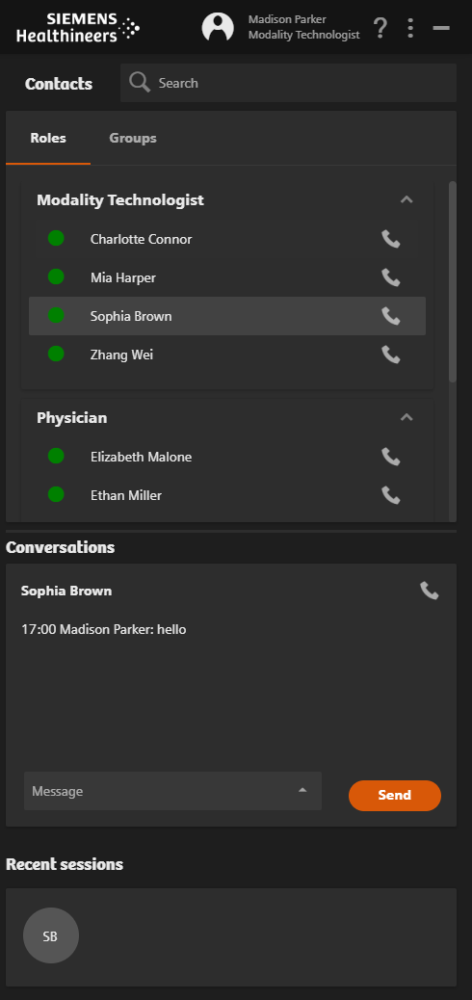 SIEMENS
Healthineers
Madison Parker
Modality Technologist
?
Contacts
Search
Roles
Groups
Modality Technologist
Charlotte Connor
Mia Harper
Sophia Brown
Zhang Wei
Physician
Elizabeth Malone
Ethan Miller
Conversations
Sophia Brown
17:00 Madison Parker: hello
Message
Send
Recent sessions
SB